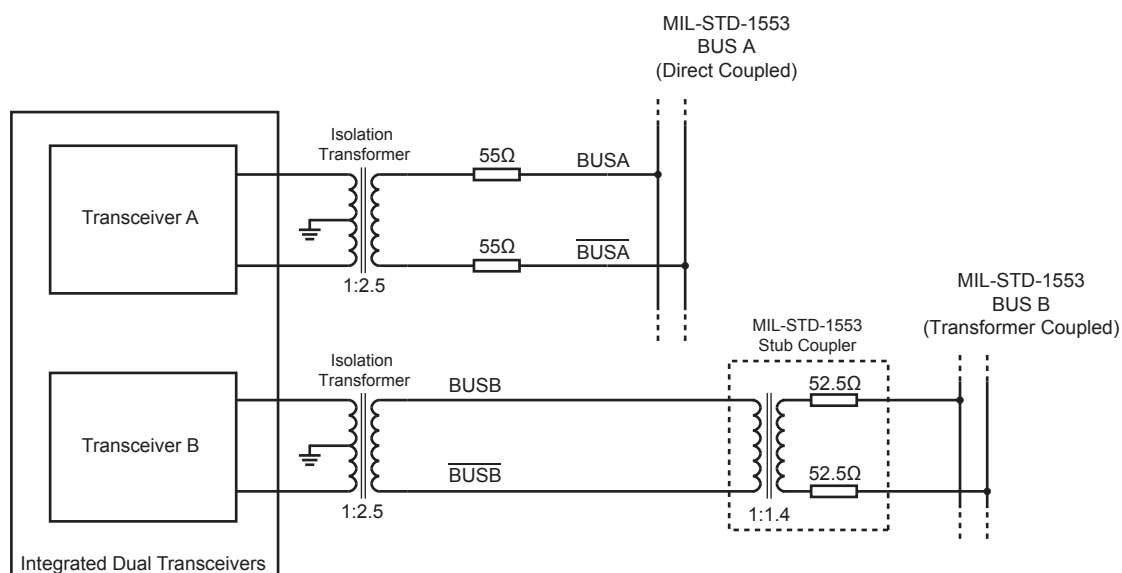 MIL-STD-1553
BUS A
(Direct Coupled)
Isolation
Transformer
55Ω
BUSA
Transceiver A
55Ω
B̅U̅S̅A̅
1:2.5
MIL-STD-1553
BUS B
(Transformer Coupled)
MIL-STD-1553
Stub Coupler
Isolation
Transformer
BUSB
52.5Ω
Transceiver B
B̅U̅S̅B̅
52.5Ω
1:2.5
1:1.4
Integrated Dual Transceivers